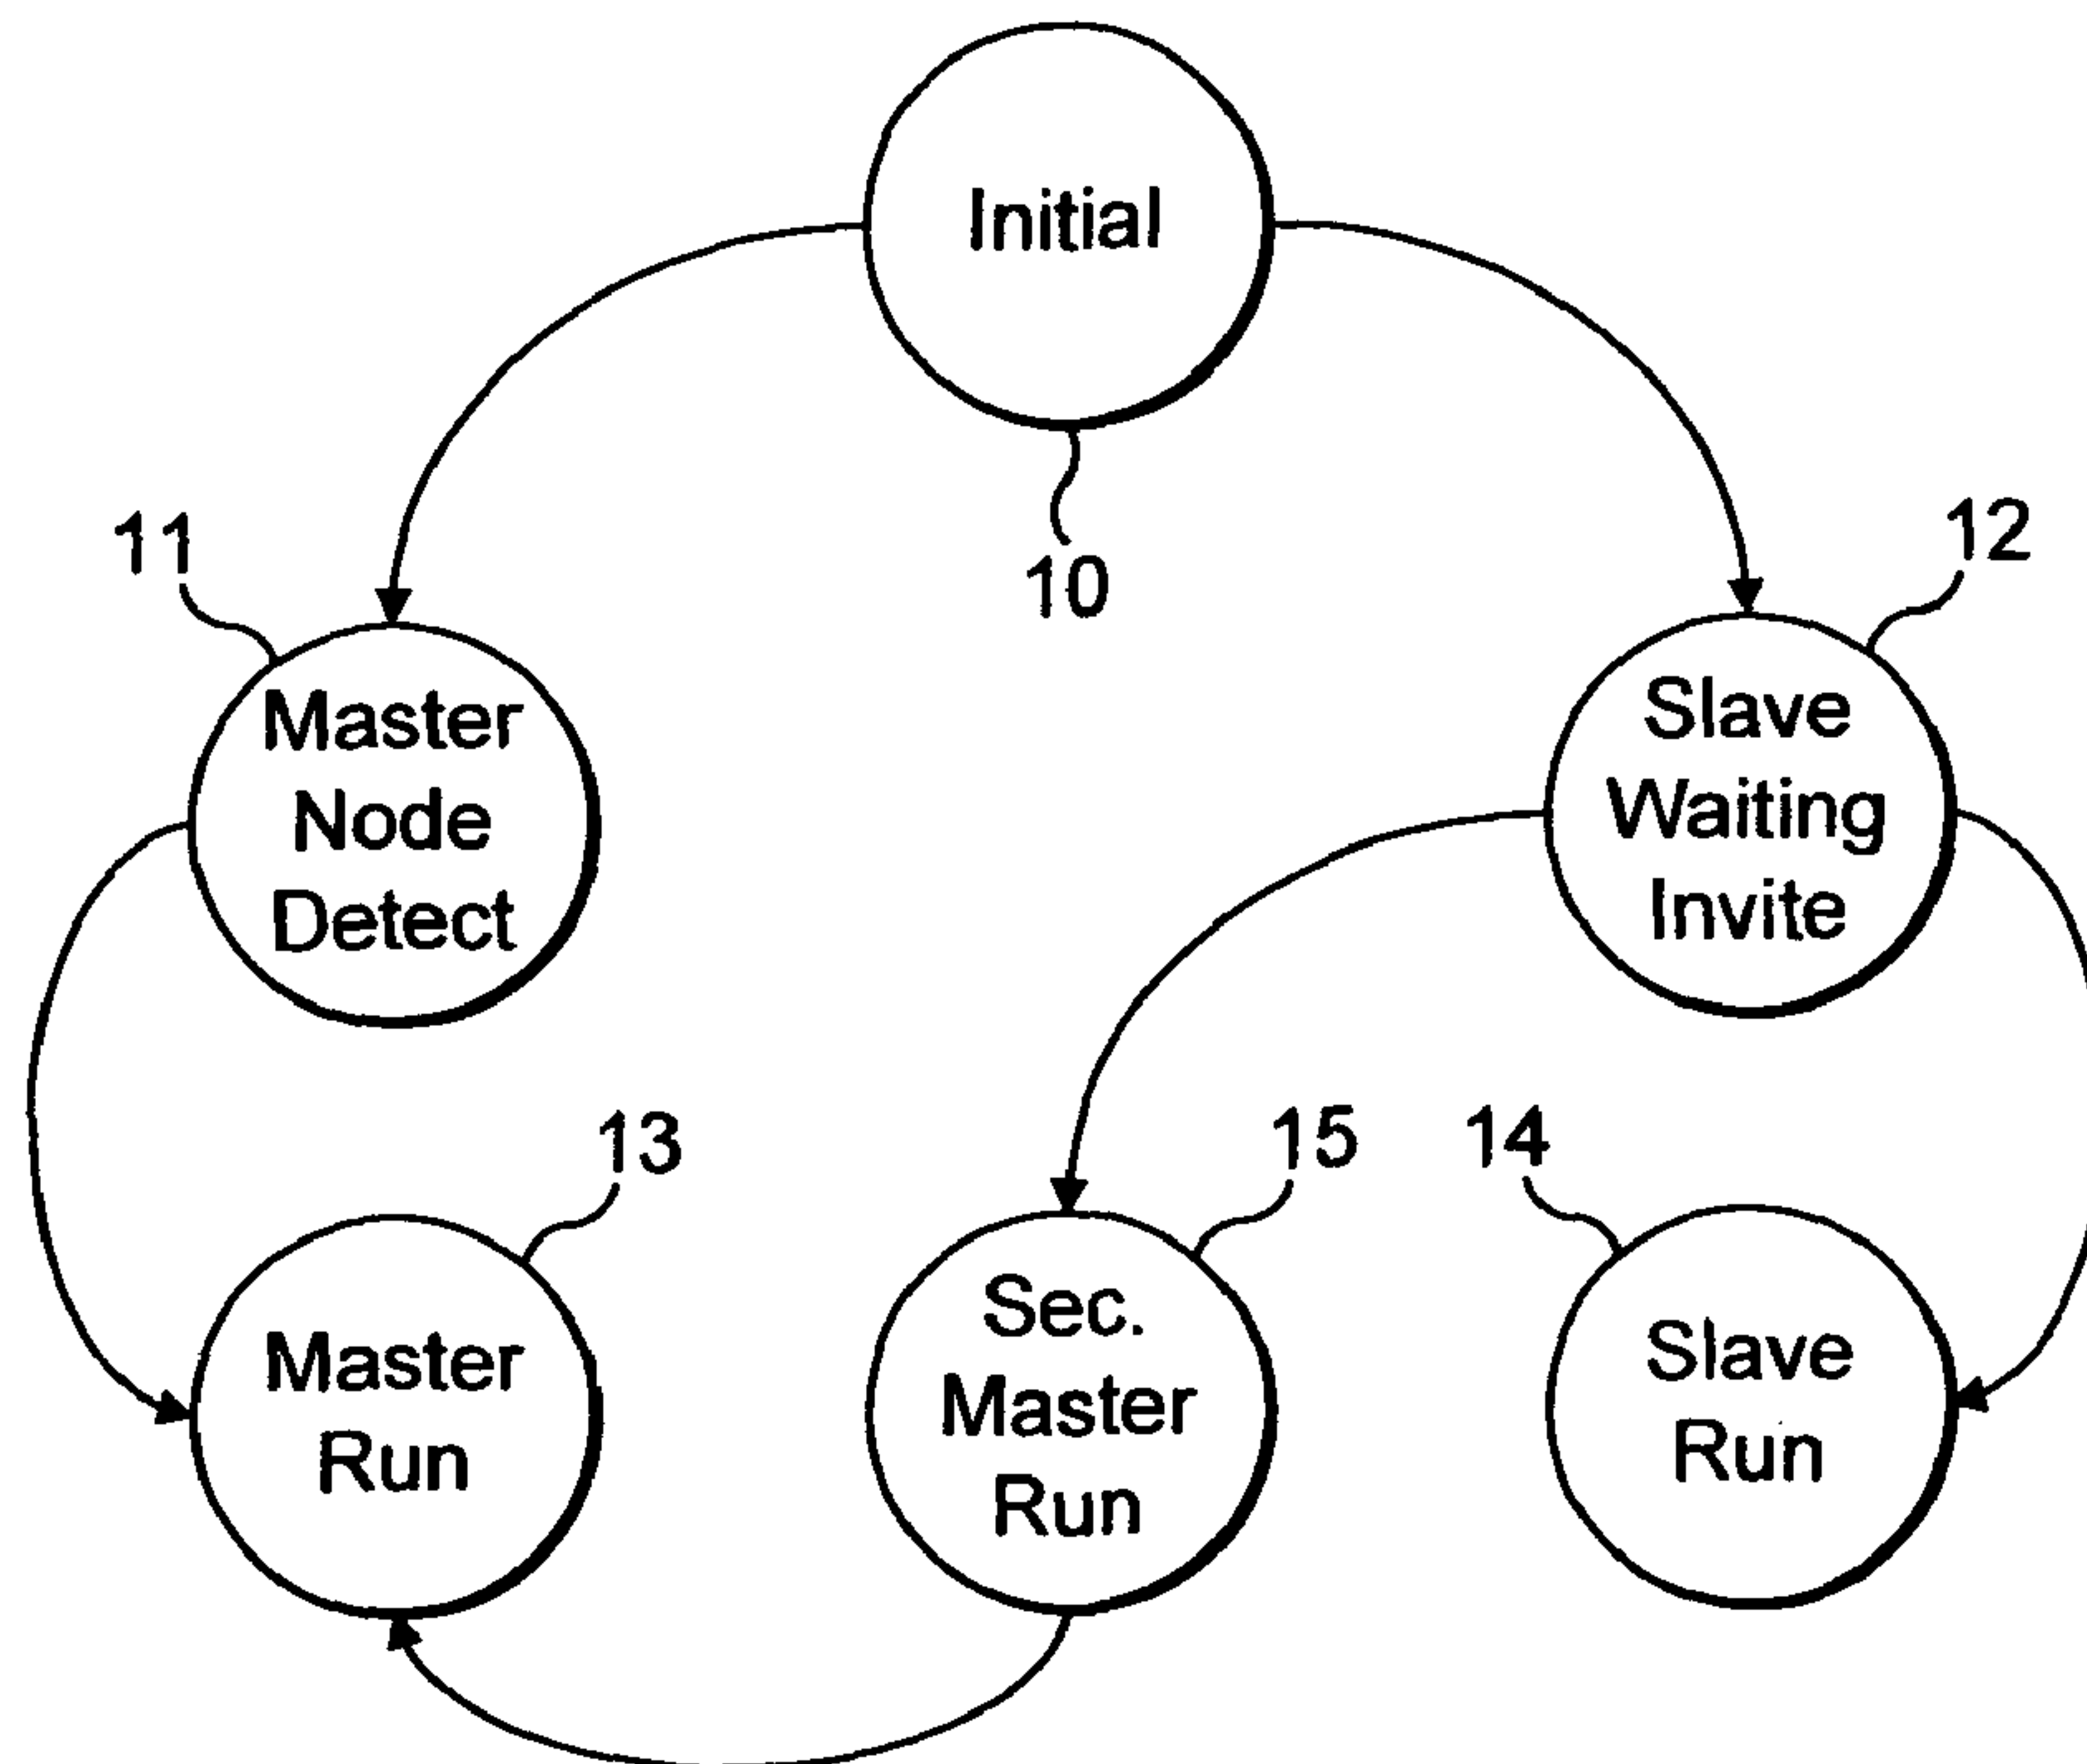 Initial
10
11
12
Master
Node
Detect
Slave
Waiting
Invite
13
15
14
Master
Run
Sec.
Master
Run
Slave
Run